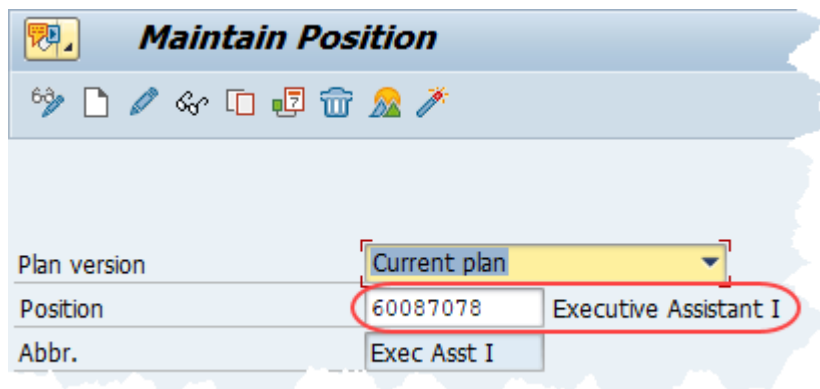 Maintain Position
Plan version Current plan
Position 60087078 Executive Assistant I
Abbr. Exec Asst I